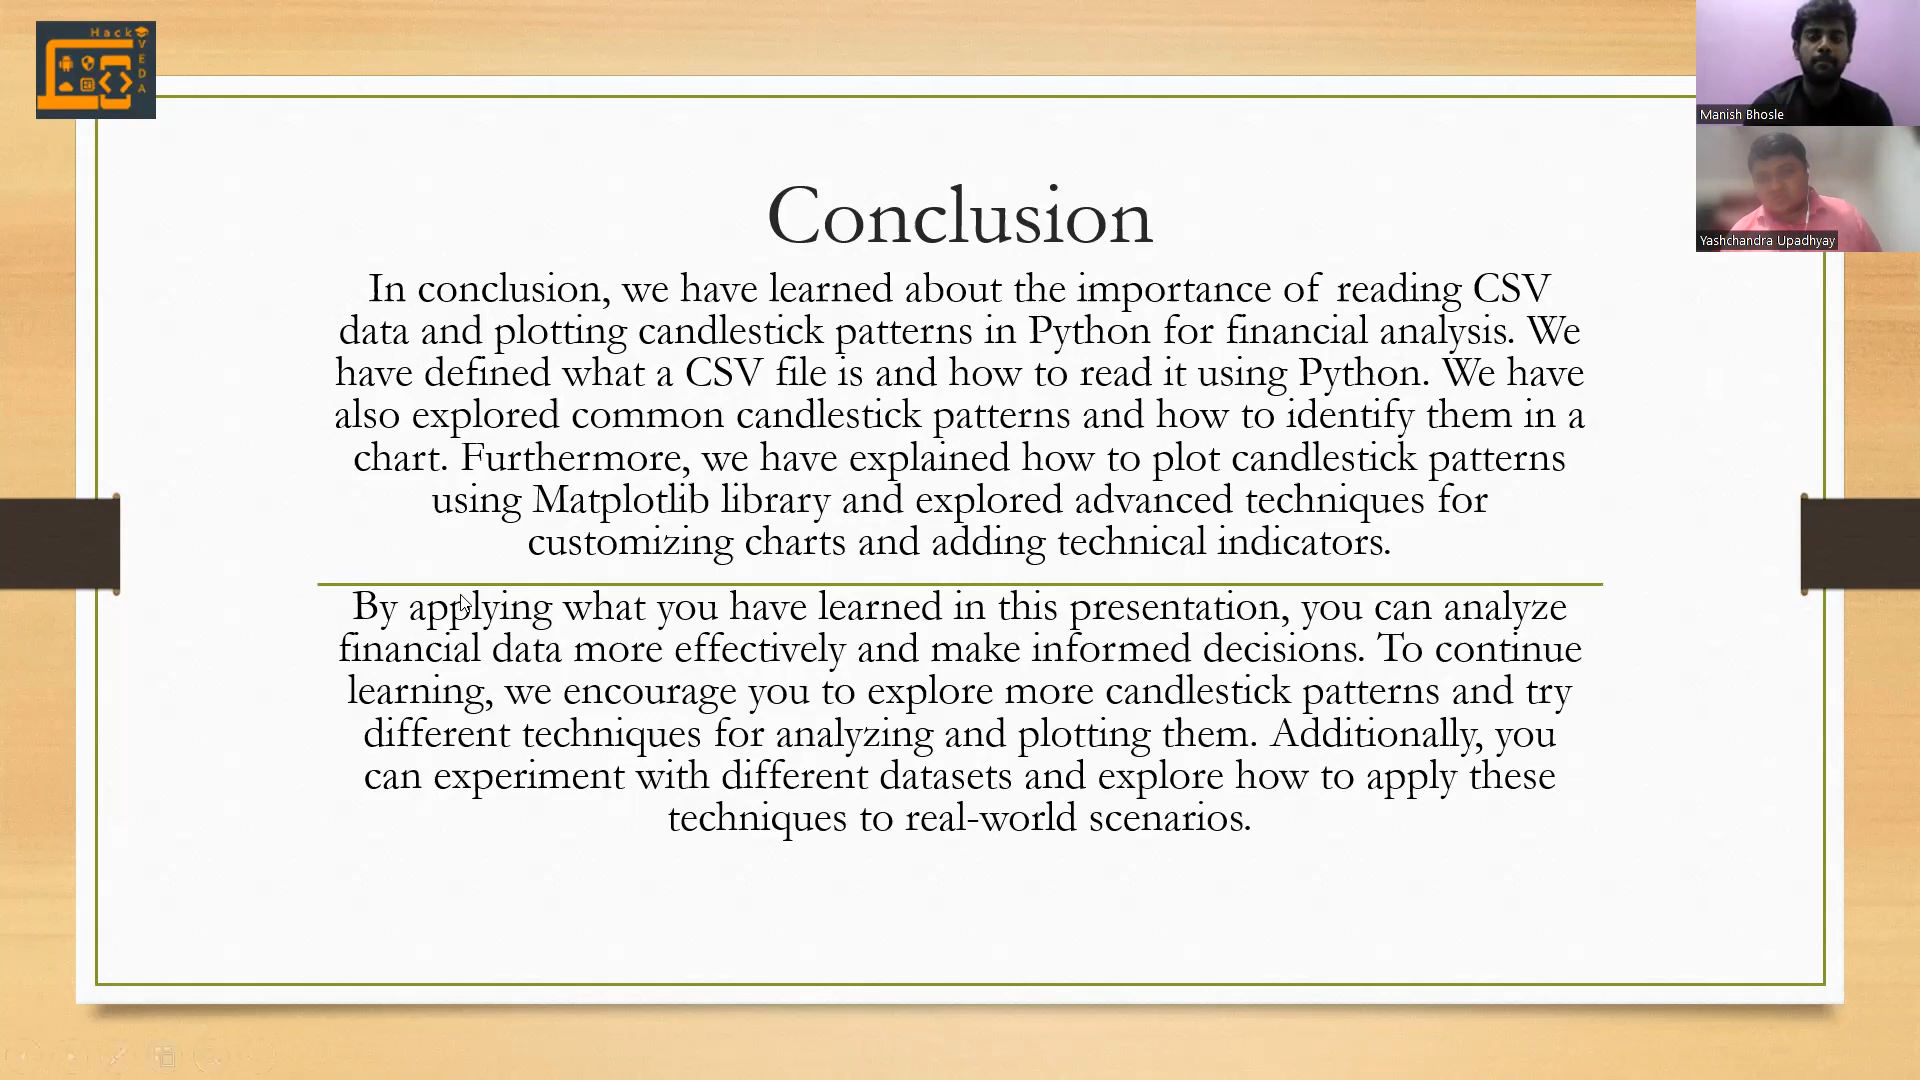 Hack
VEDA
Manish Bhosle
Yashchandra Upadhyay
Conclusion
In conclusion, we have learned about the importance of reading CSV
data and plotting candlestick patterns in Python for financial analysis. We
have defined what a CSV file is and how to read it using Python. We have
also explored common candlestick patterns and how to identify them in a
chart. Furthermore, we have explained how to plot candlestick patterns
using Matplotlib library and explored advanced techniques for
customizing charts and adding technical indicators.
By applying what you have learned in this presentation, you can analyze
financial data more effectively and make informed decisions. To continue
learning, we encourage you to explore more candlestick patterns and try
different techniques for analyzing and plotting them. Additionally, you
can experiment with different datasets and explore how to apply these
techniques to real-world scenarios.